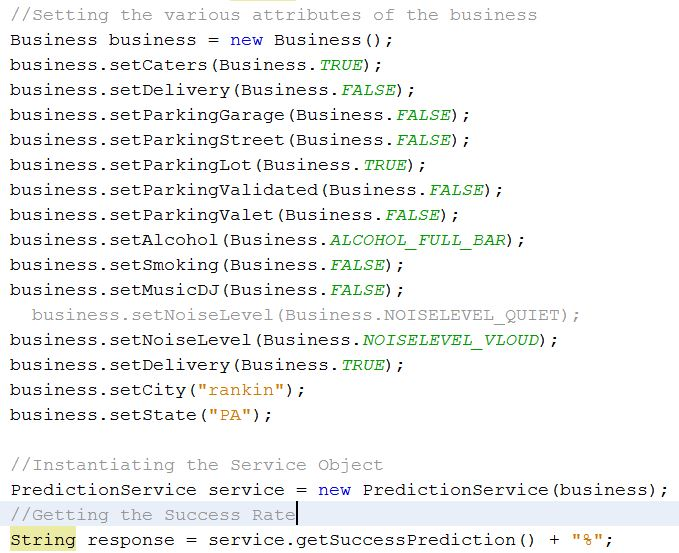 //Setting the various attributes of the business
Business business = new Business();
business.setCaters(Business.TRUE);
business.setDelivery(Business.FALSE);
business.setParkingGarage(Business.FALSE);
business.setParkingStreet(Business.FALSE);
business.setParkingLot(Business.TRUE);
business.setParkingValidated(Business.FALSE);
business.setParkingValet(Business.FALSE);
business.setAlcohol(Business.ALCOHOL_FULL_BAR);
business.setSmoking(Business.FALSE);
business.setMusicDJ(Business.FALSE);
business.setNoiseLevel(Business.NOISELEVEL_QUIET);
business.setNoiseLevel(Business.NOISELEVEL_VLOUD);
business.setDelivery(Business.TRUE);
business.setCity("rankin");
business.setState("PA");
//Instantiating the Service Object
PredictionService service = new PredictionService(business);
//Getting the Success Rate
String response = service.getSuccessPrediction() + "%";